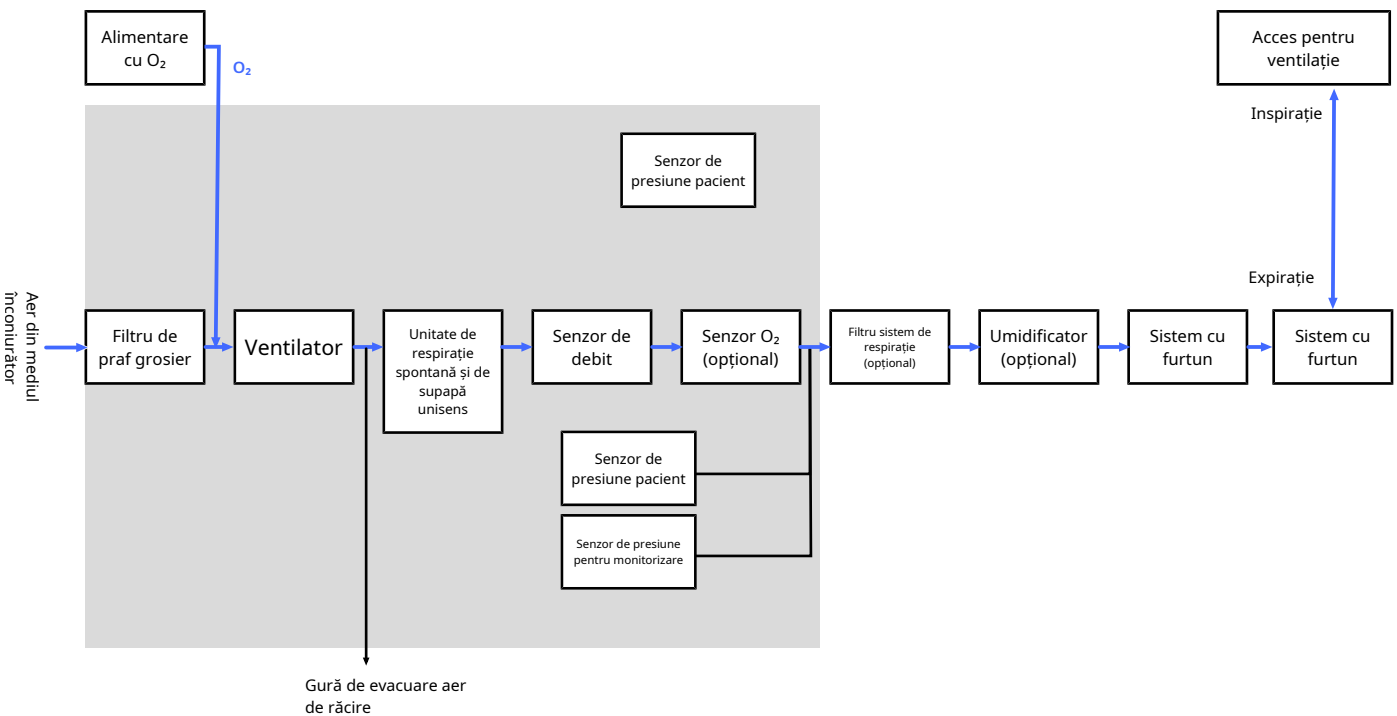 Alimentare
cu O₂
O₂
Acces pentru
ventilație
Inspirație
Senzor de
presiune pacient
Expirație
Aer din mediul
înconiurător
Filtru de
praf grosier
Ventilator
Unitate de
respirație
spontană și de
supapă
unisens
Senzor de
debit
Senzor O₂
(opțional)
Filtru sistem de
respirație
(opțional)
Umidificator
(opțional)
Sistem cu
furtun
Sistem cu
furtun
Senzor de
presiune pacient
Senzor de presiune
pentru monitorizare
Gură de evacuare aer
de răcire